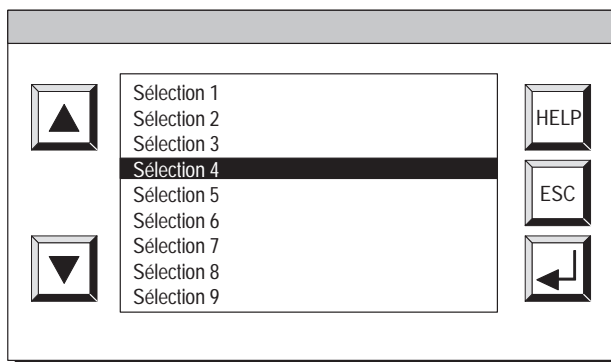 Sélection 1
Sélection 2
Sélection 3
Sélection 4
Sélection 5
Sélection 6
Sélection 7
Sélection 8
Sélection 9
HELP
ESC